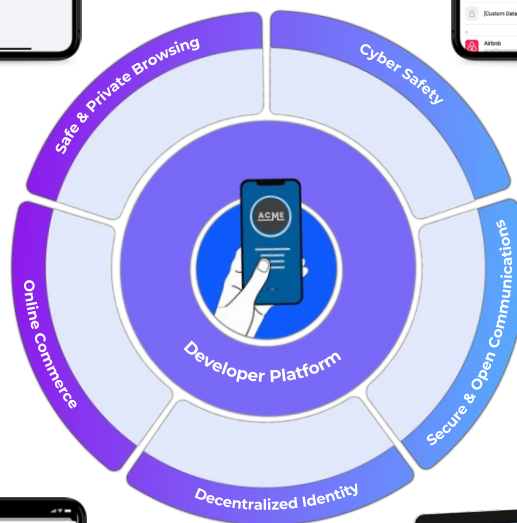 [Custom Data
Airbnb
Safe & Private Browsing
Cyber Safety
ACME
Online Commerce
Secure & Open Communications
Developer Platform
Decentralized Identity